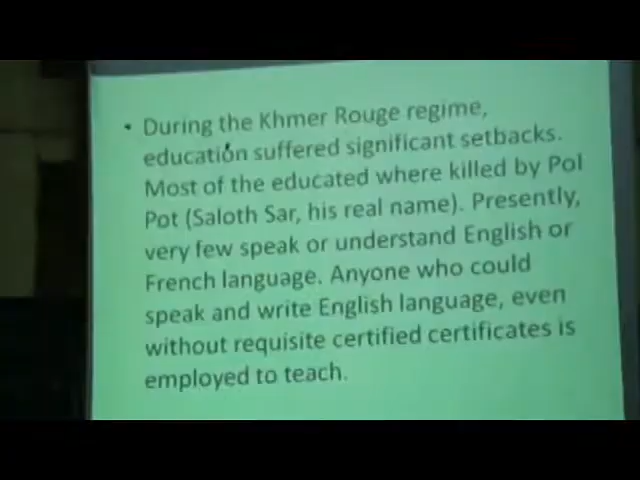 • During the Khmer Rouge regime,
education suffered significant setbacks.
Most of the educated where killed by Pol
Pot (Saloth Sar, his real name). Presently,
very few speak or understand English or
French language. Anyone who could
speak and write English language, even
without requisite certified certificates is
employed to teach.